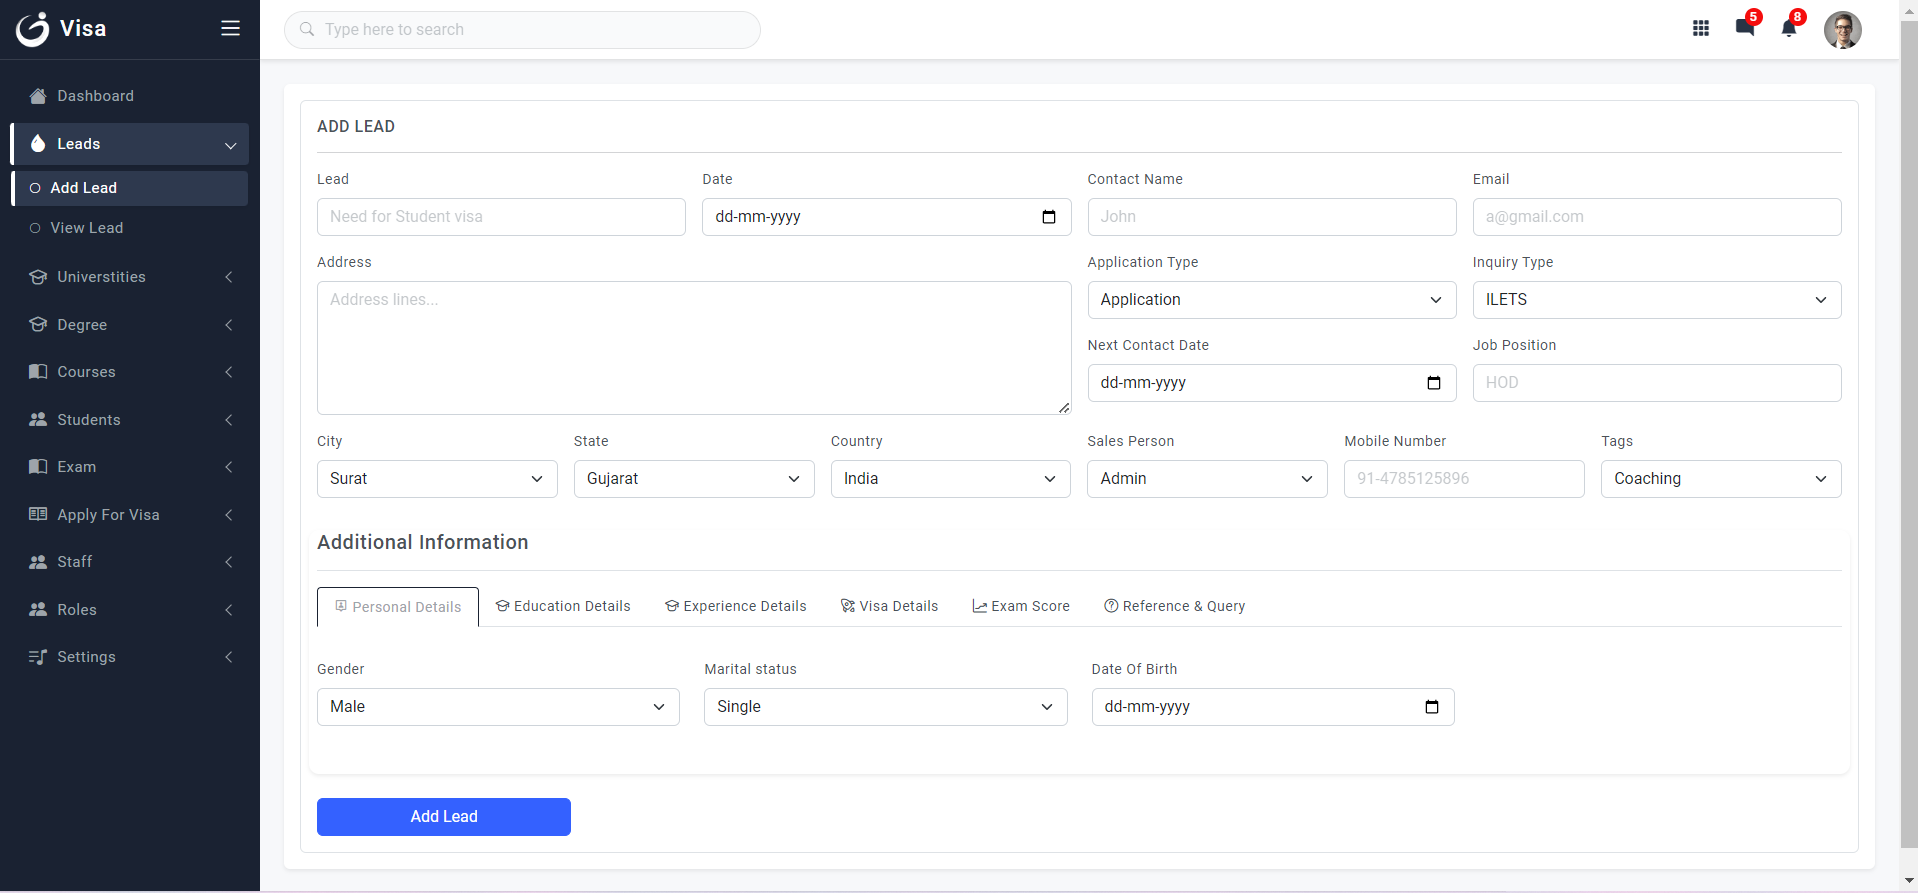 Visa
Type here to search
5
8
Dashboard
Leads
Add Lead
View Lead
Universtities
Degree
Courses
Students
Exam
Apply For Visa
Staff
Roles
Settings
ADD LEAD
Lead
Date
Contact Name
Email
Need for Student visa
dd-mm-yyyy
John
a@gmail.com
Address
Application Type
Inquiry Type
Address lines...
Application
ILETS
Next Contact Date
Job Position
dd-mm-yyyy
HOD
City
State
Country
Sales Person
Mobile Number
Tags
Surat
Gujarat
India
Admin
91-4785125896
Coaching
Additional Information
Personal Details
Education Details
Experience Details
Visa Details
Exam Score
Reference & Query
Gender
Marital status
Date Of Birth
Male
Single
dd-mm-yyyy
Add Lead